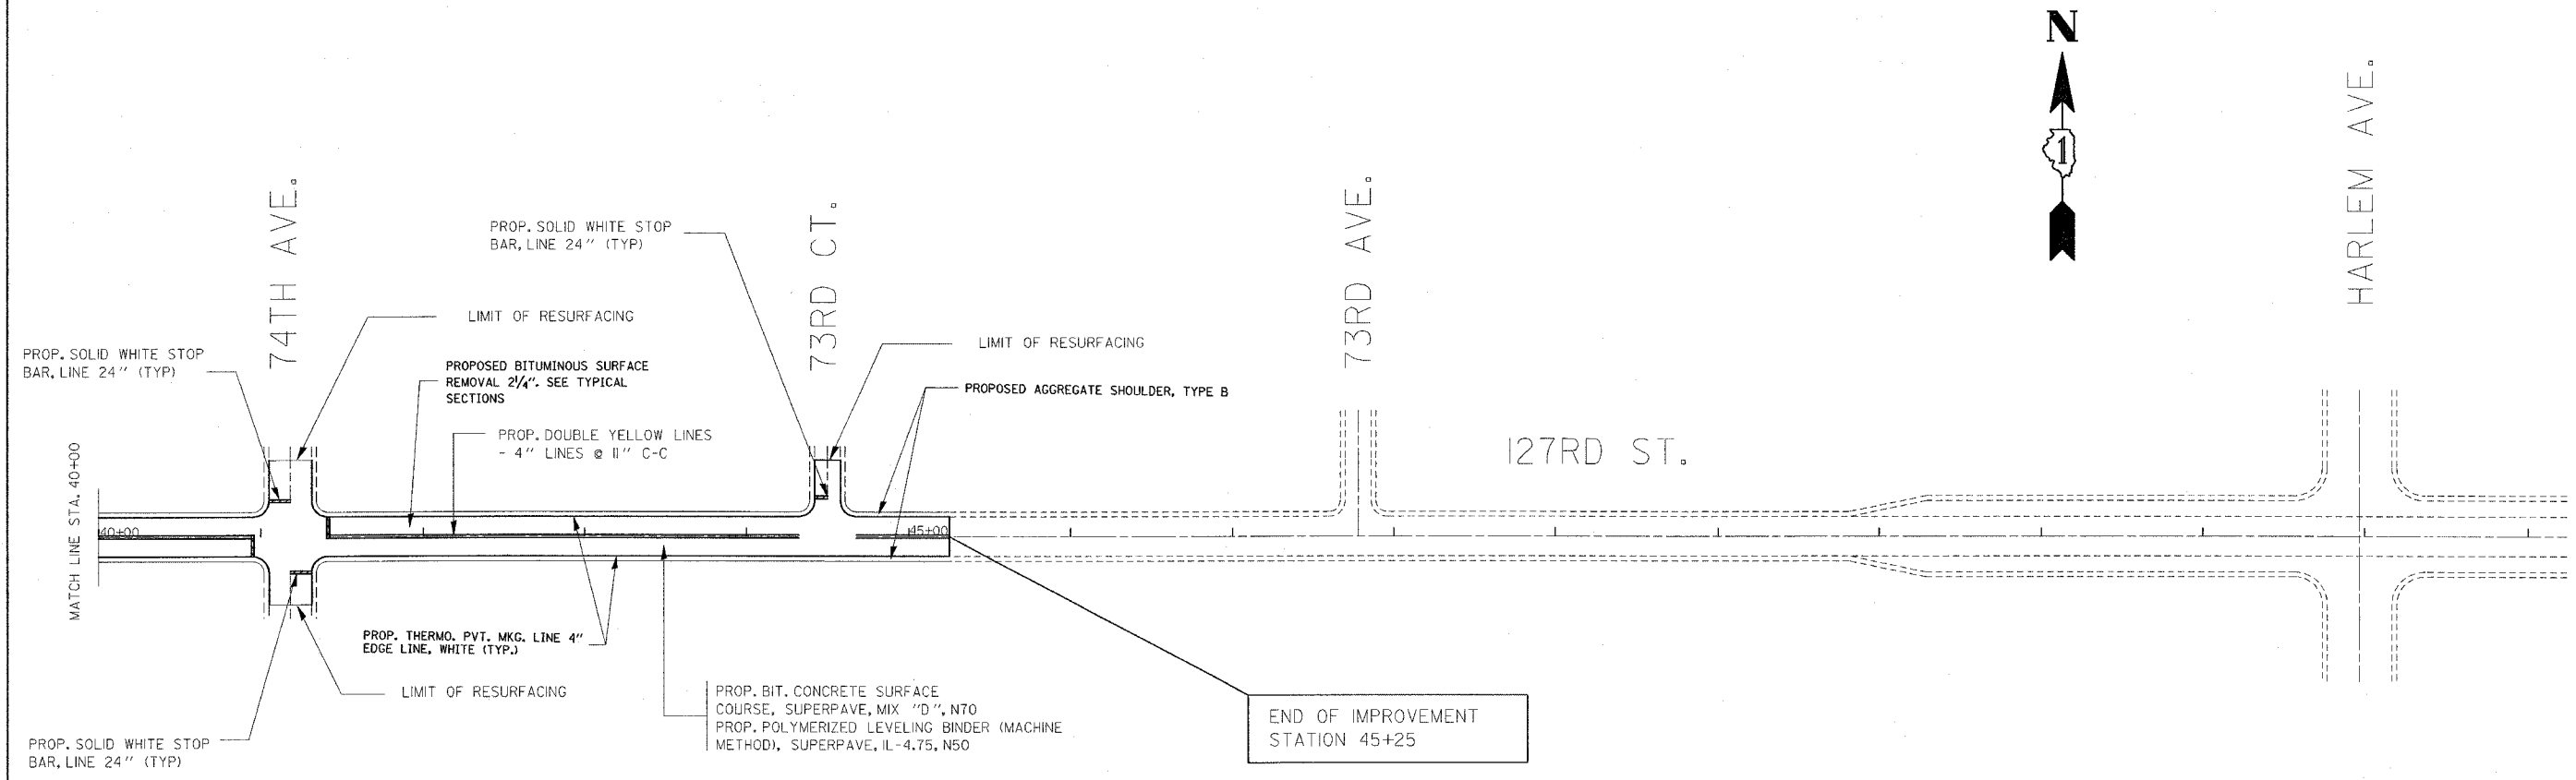 N
1
74TH AVE.
73RD CT.
73RD AVE.
HARLEM AVE.
PROP. SOLID WHITE STOP
BAR, LINE 24" (TYP)
LIMIT OF RESURFACING
PROP. SOLID WHITE STOP
BAR, LINE 24" (TYP)
PROPOSED BITUMINOUS SURFACE
REMOVAL 2¼". SEE TYPICAL
SECTIONS
LIMIT OF RESURFACING
PROPOSED AGGREGATE SHOULDER, TYPE B
PROP. DOUBLE YELLOW LINES
- 4" LINES @ 11" C-C
127RD ST.
MATCH LINE STA. 40+00
40+00
45+00
PROP. THERMO. PVT. MKG. LINE 4"
EDGE LINE, WHITE (TYP.)
LIMIT OF RESURFACING
PROP. BIT. CONCRETE SURFACE
COURSE, SUPERPAVE, MIX "D", N70
PROP. POLYMERIZED LEVELING BINDER (MACHINE
METHOD), SUPERPAVE, IL-4.75, N50
END OF IMPROVEMENT
STATION 45+25
PROP. SOLID WHITE STOP
BAR, LINE 24" (TYP)